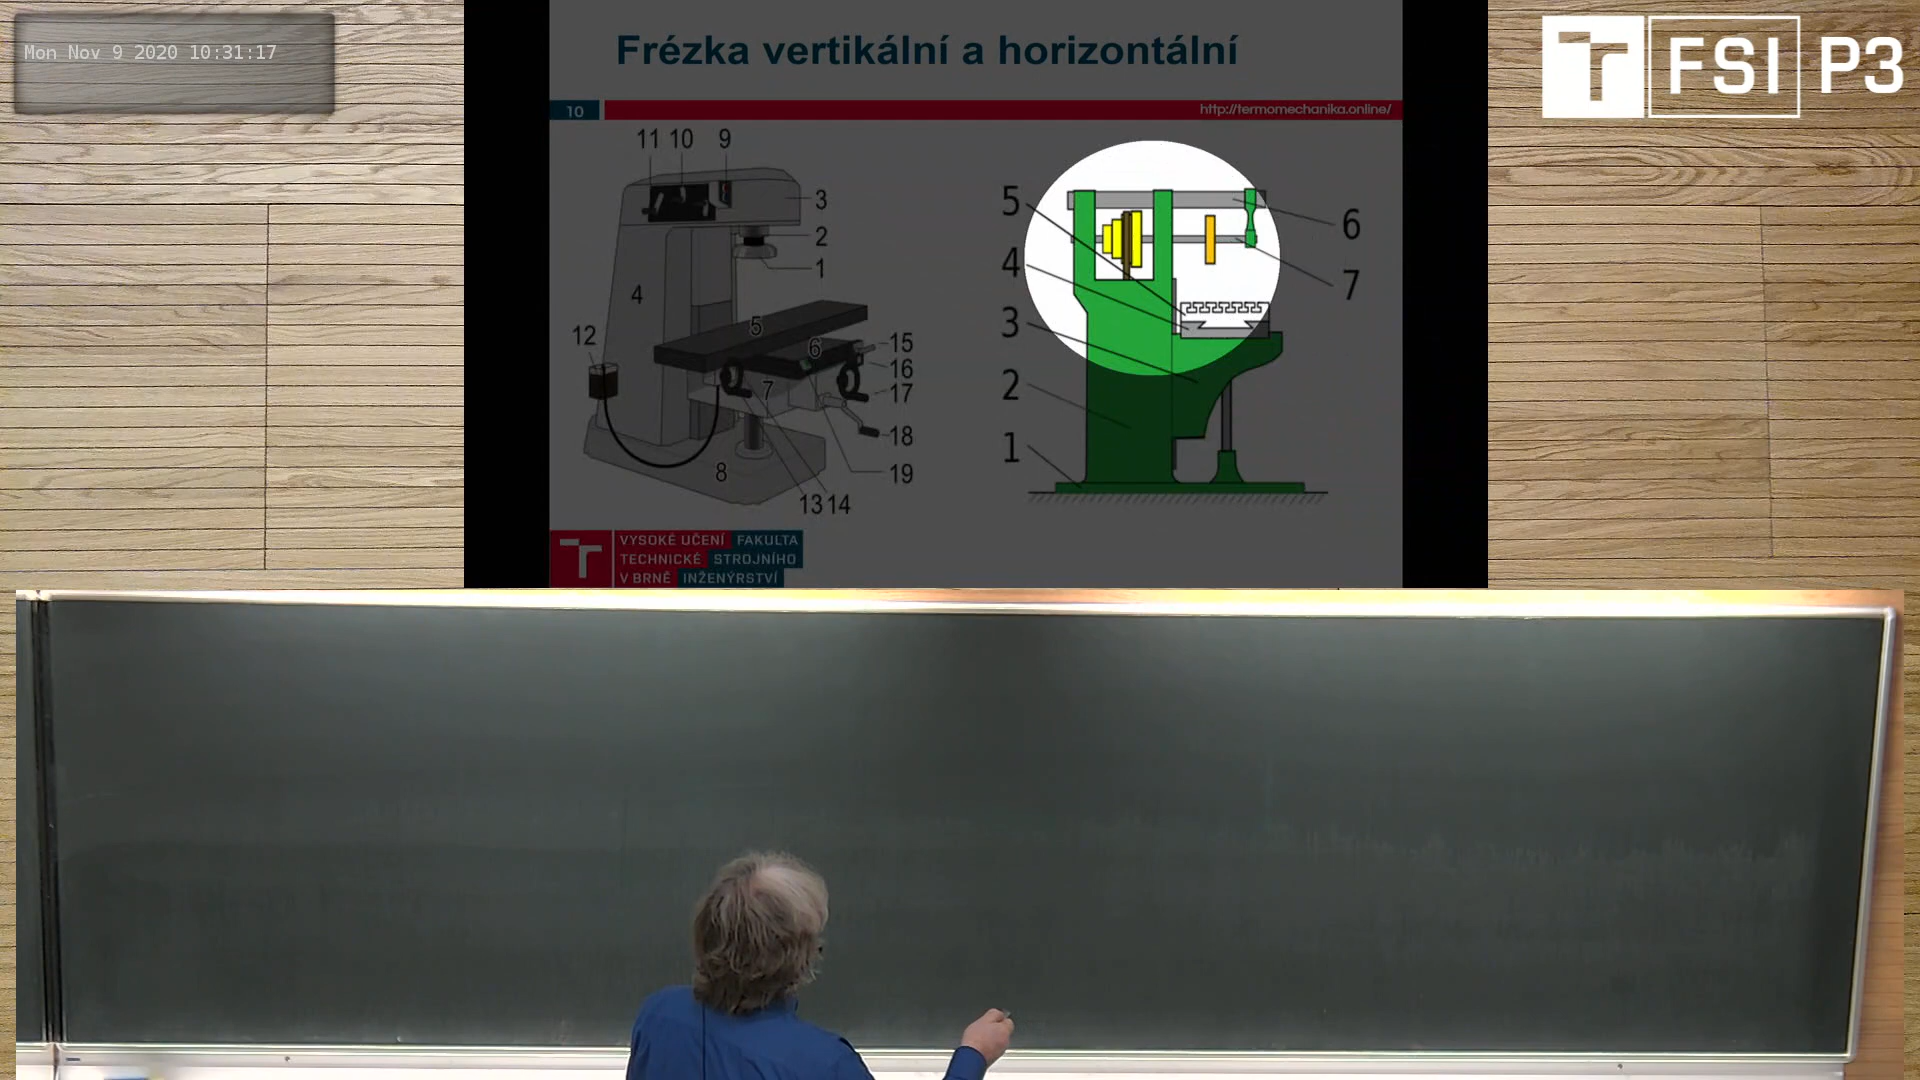 Mon Nov 9 2020 10:31:17
Frézka vertikální a horizontální
FSI P3
10
http://termomechanika.online/
11 10 9
3
2
1
4
12
5
6
15
16
17
7
18
8
19
13 14
5
4
3
2
1
6
7
VYSOKÉ UČENÍ FAKULTA
TECHNICKÉ STROJNÍHO
V BRNĚ INŽENÝRSTVÍ